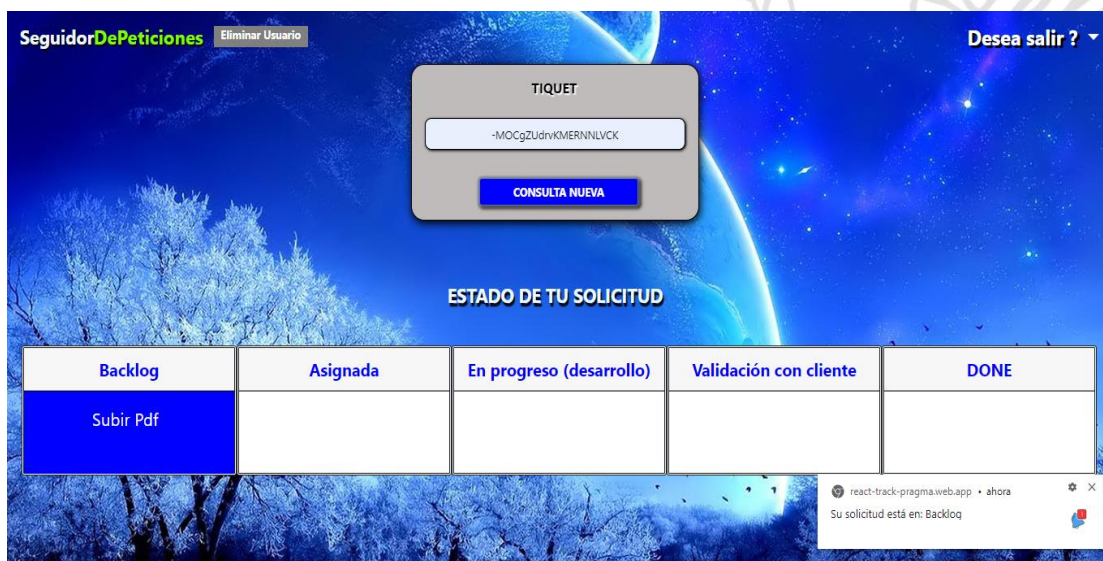 SeguidorDePeticiones Eliminar Usuario Desea salir ?
TIQUET
-MOCgZUdrvKMERNNLVCK
CONSULTA NUEVA
ESTADO DE TU SOLICITUD
Backlog Asignada En progreso (desarrollo) Validación con cliente DONE
Subir Pdf
react-track-pragma.web.app • ahora
Su solicitud está en: Backlog